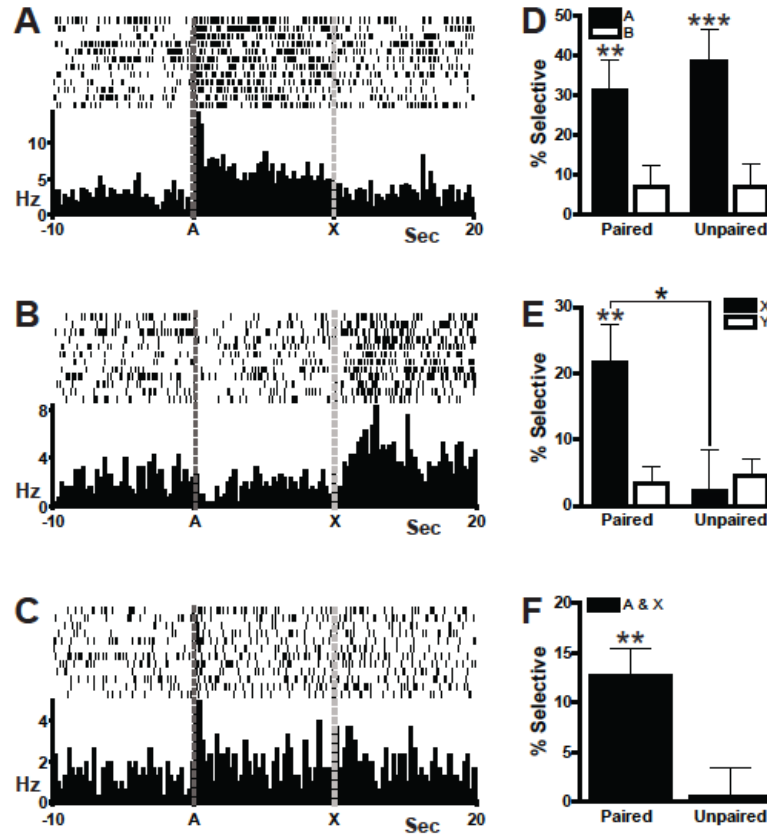 A
10
5
0
Hz
-10
A
X
Sec
20
B
8
4
0
Hz
-10
A
X
Sec
20
C
4
2
0
Hz
-10
A
X
Sec
20
D
A
B
50
40
30
20
10
0
% Selective
**
***
Paired
Unpaired
E
X
Y
30
20
10
0
% Selective
**
*
Paired
Unpaired
F
A & X
20
15
10
5
0
% Selective
**
Paired
Unpaired